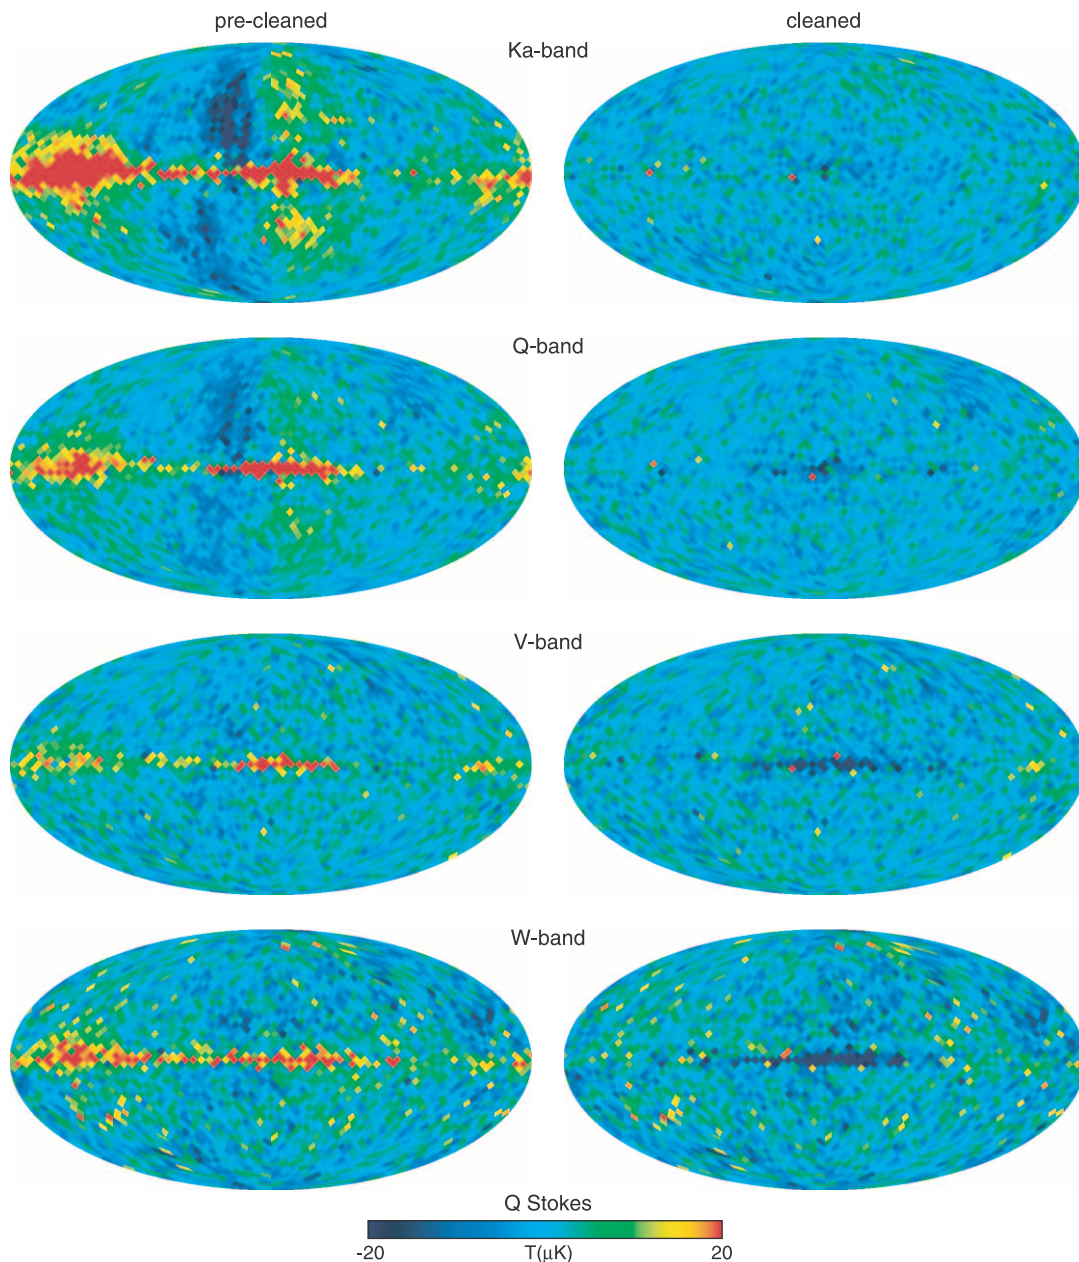 pre-cleaned
cleaned
Ka-band
Q-band
V-band
W-band
Q Stokes
-20
T(μK)
20